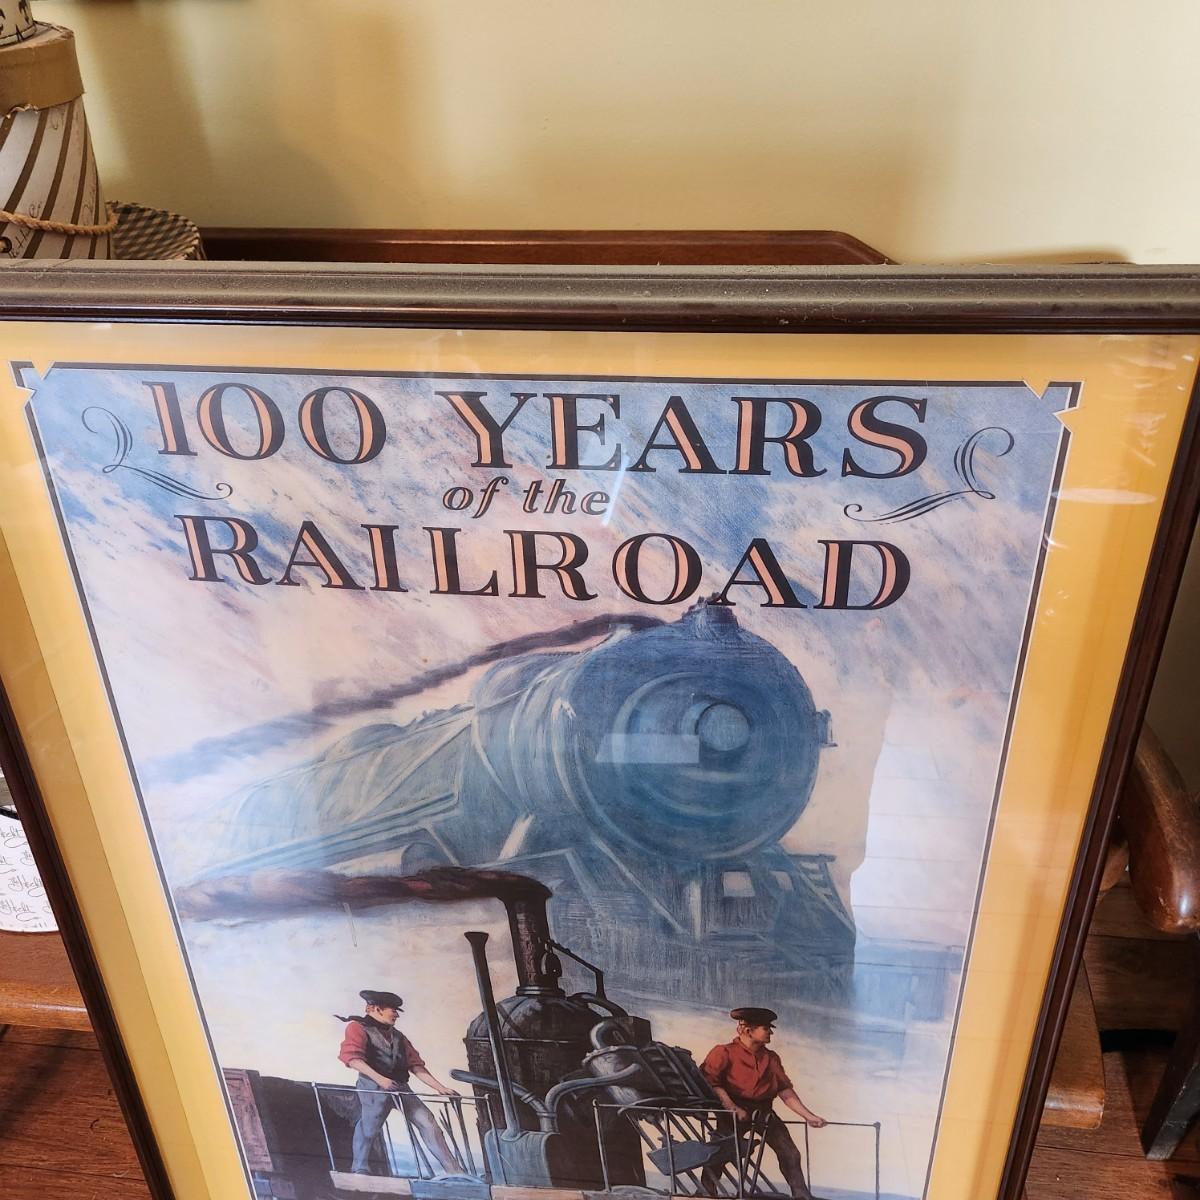 100 YEARS
of the
RAILROAD